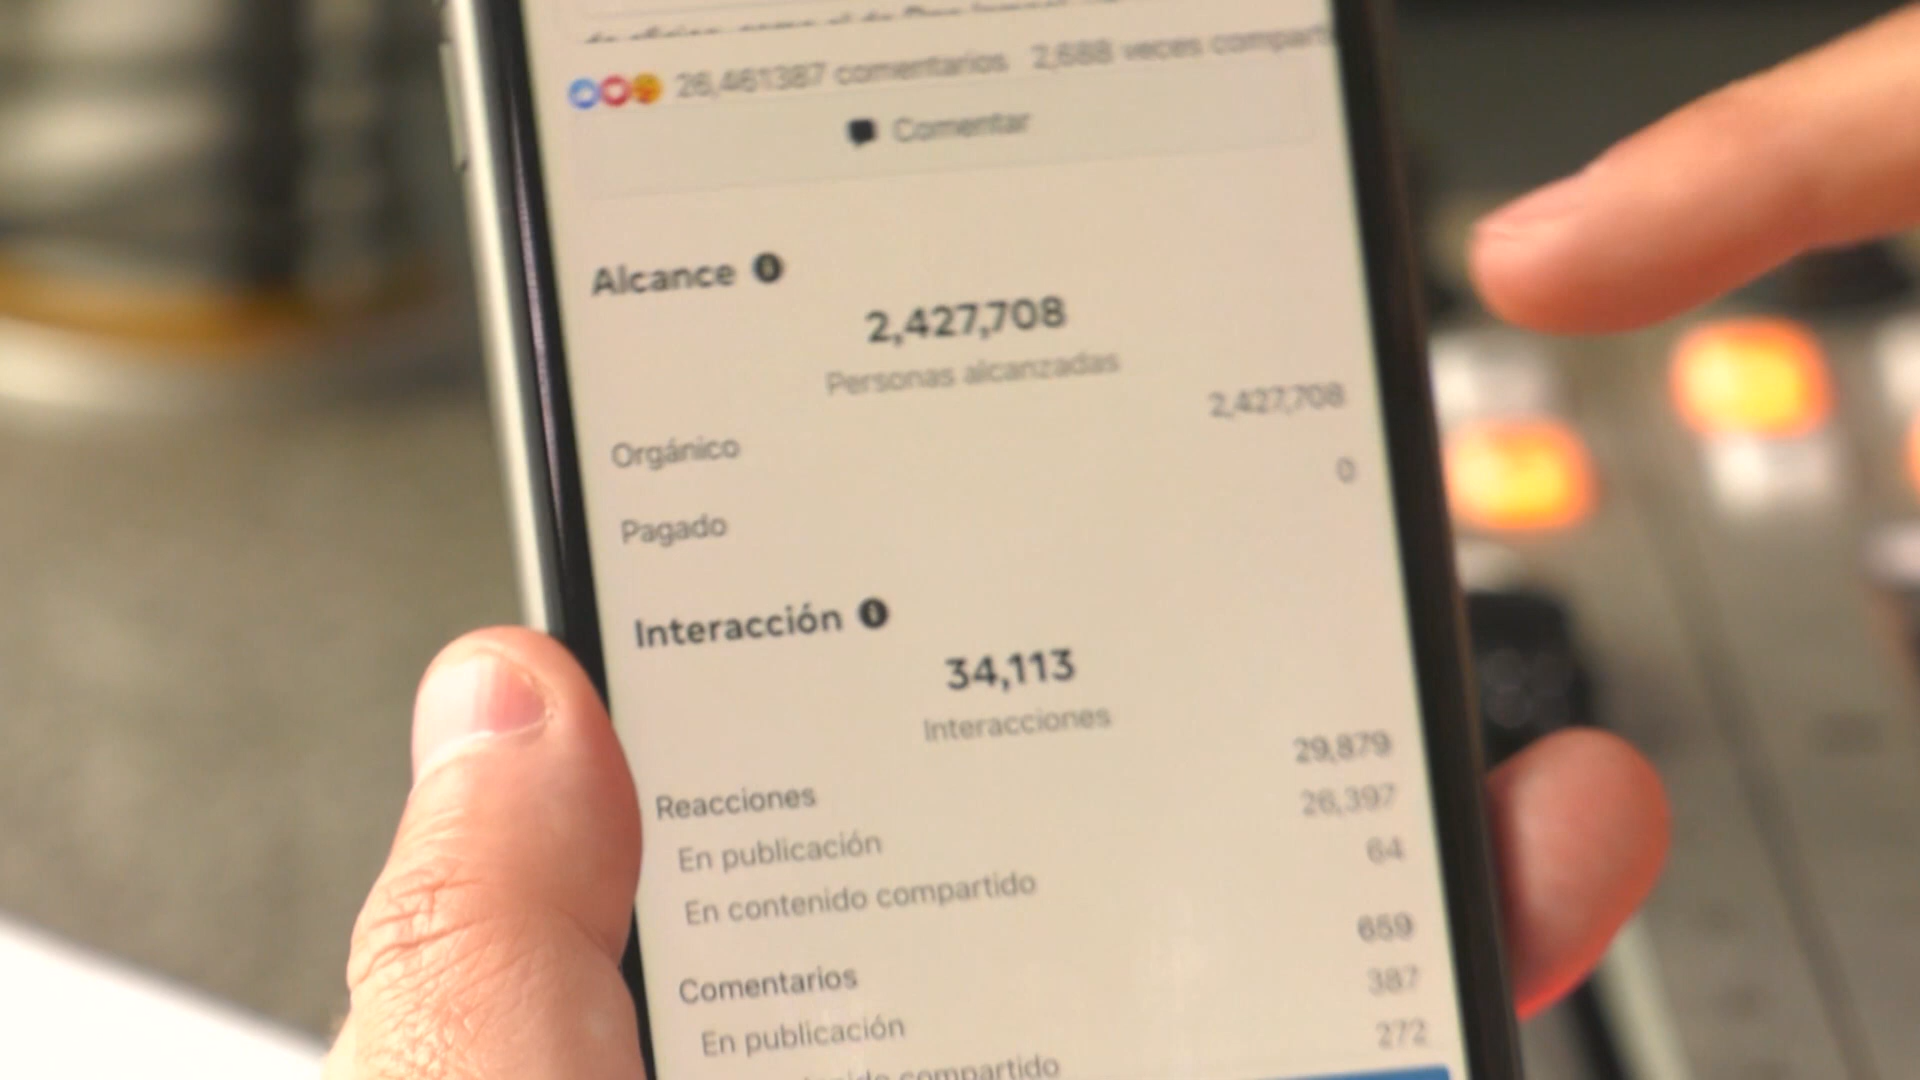 26,461387 comentarios 2,688 veces compart
Comentar
Alcance
2,427,708
Personas alcanzadas
Orgánico 2,427,708
Pagado 0
Interacción
34,113
Interacciones
Reacciones 29,879
En publicación 26,397
En contenido compartido 64
Comentarios 659
En publicación 387
compartido 272